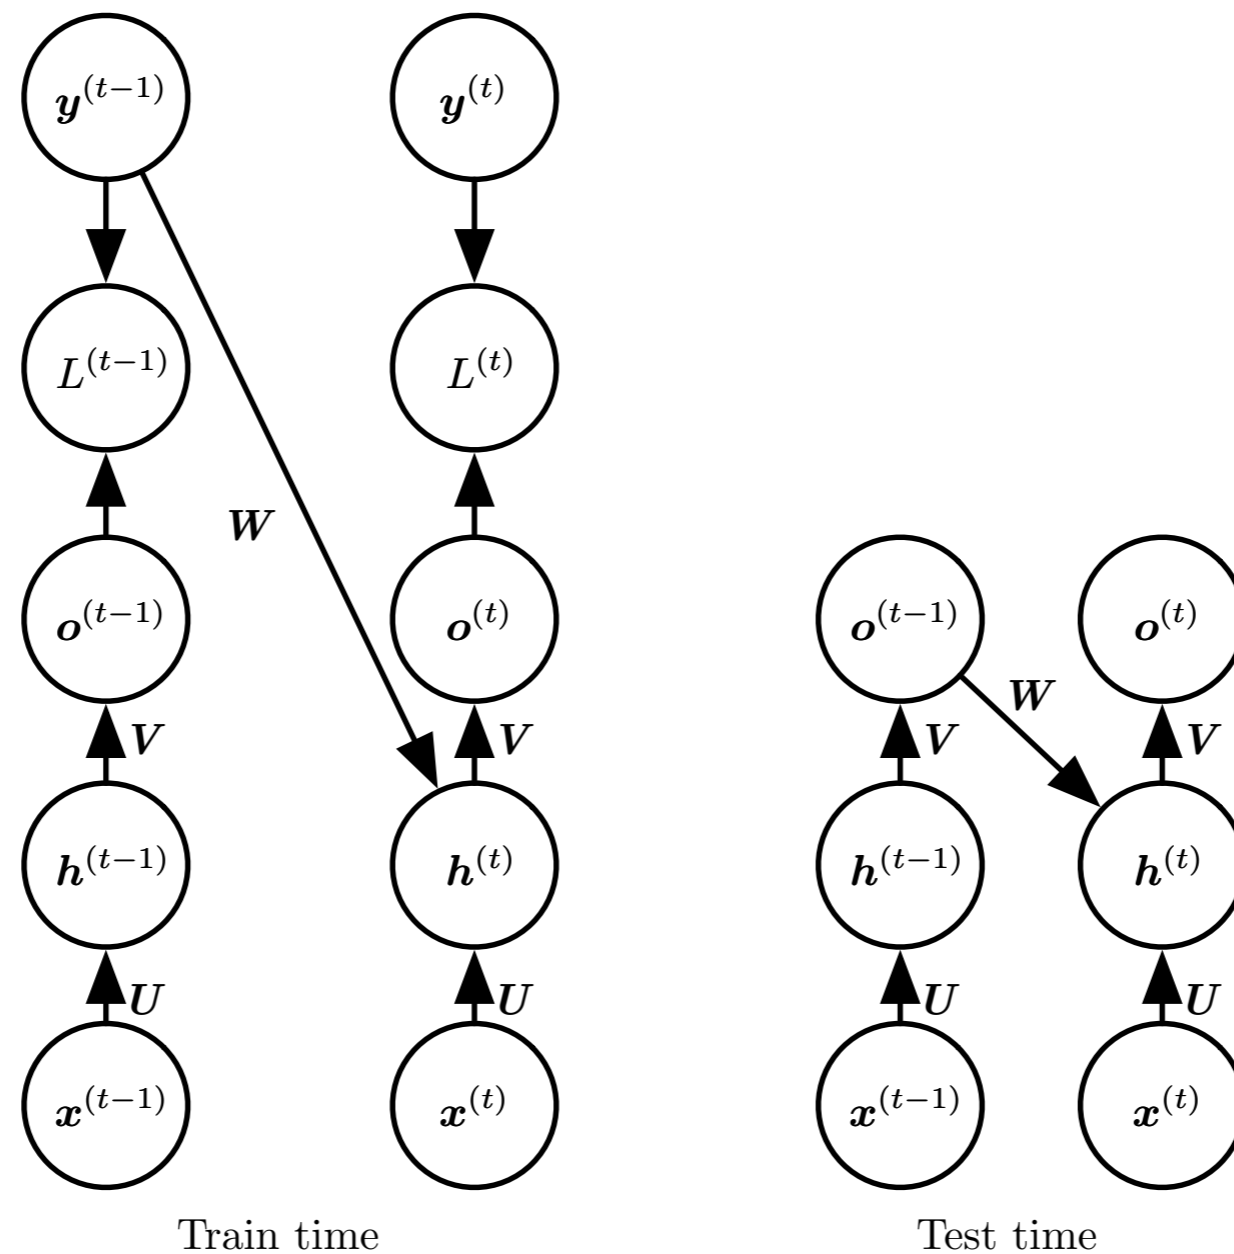 y^(t−1) y^(t)
L^(t−1) L^(t)
W
o^(t−1) o^(t) o^(t−1) o^(t)
W
V V V V
h^(t−1) h^(t) h^(t−1) h^(t)
U U U U
x^(t−1) x^(t) x^(t−1) x^(t)
Train time Test time